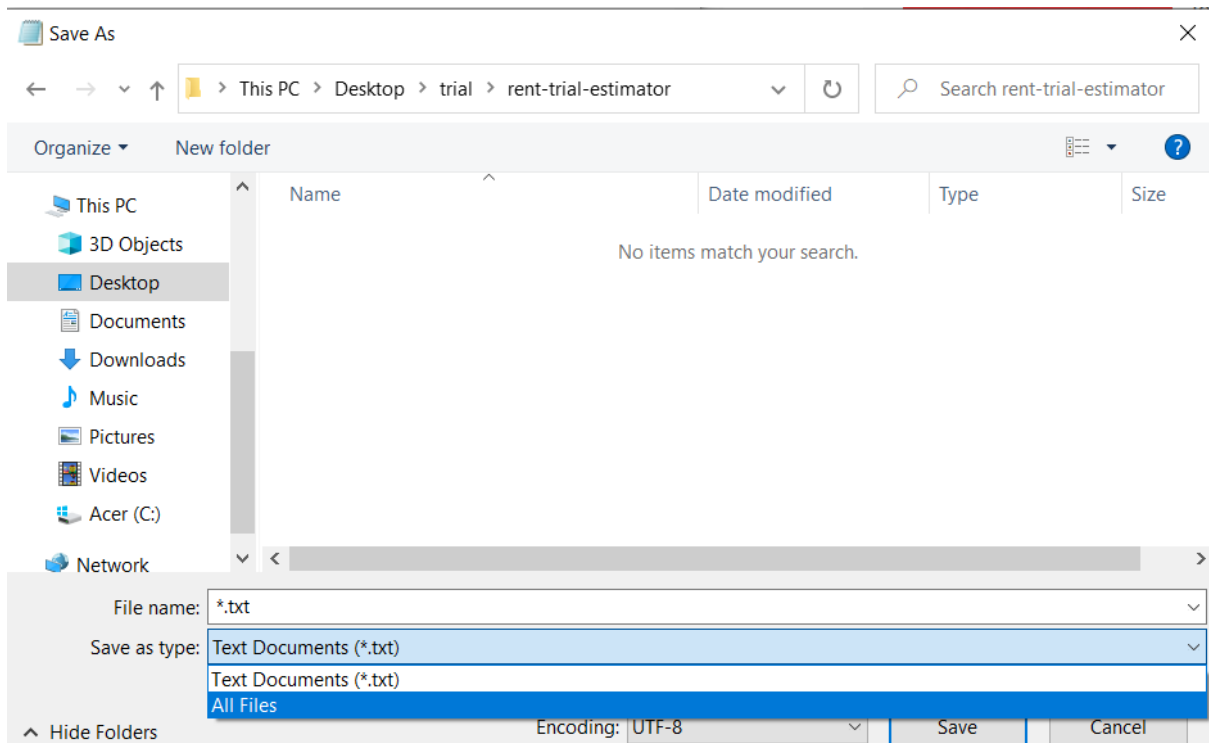 Save As
This PC > Desktop > trial > rent-trial-estimator
Search rent-trial-estimator
Organize
New folder
Name
Date modified
Type
Size
No items match your search.
This PC
3D Objects
Desktop
Documents
Downloads
Music
Pictures
Videos
Acer (C:)
Network
File name: *.txt
Save as type: Text Documents (*.txt)
Text Documents (*.txt)
All Files
Hide Folders
Encoding: UTF-8
Save
Cancel